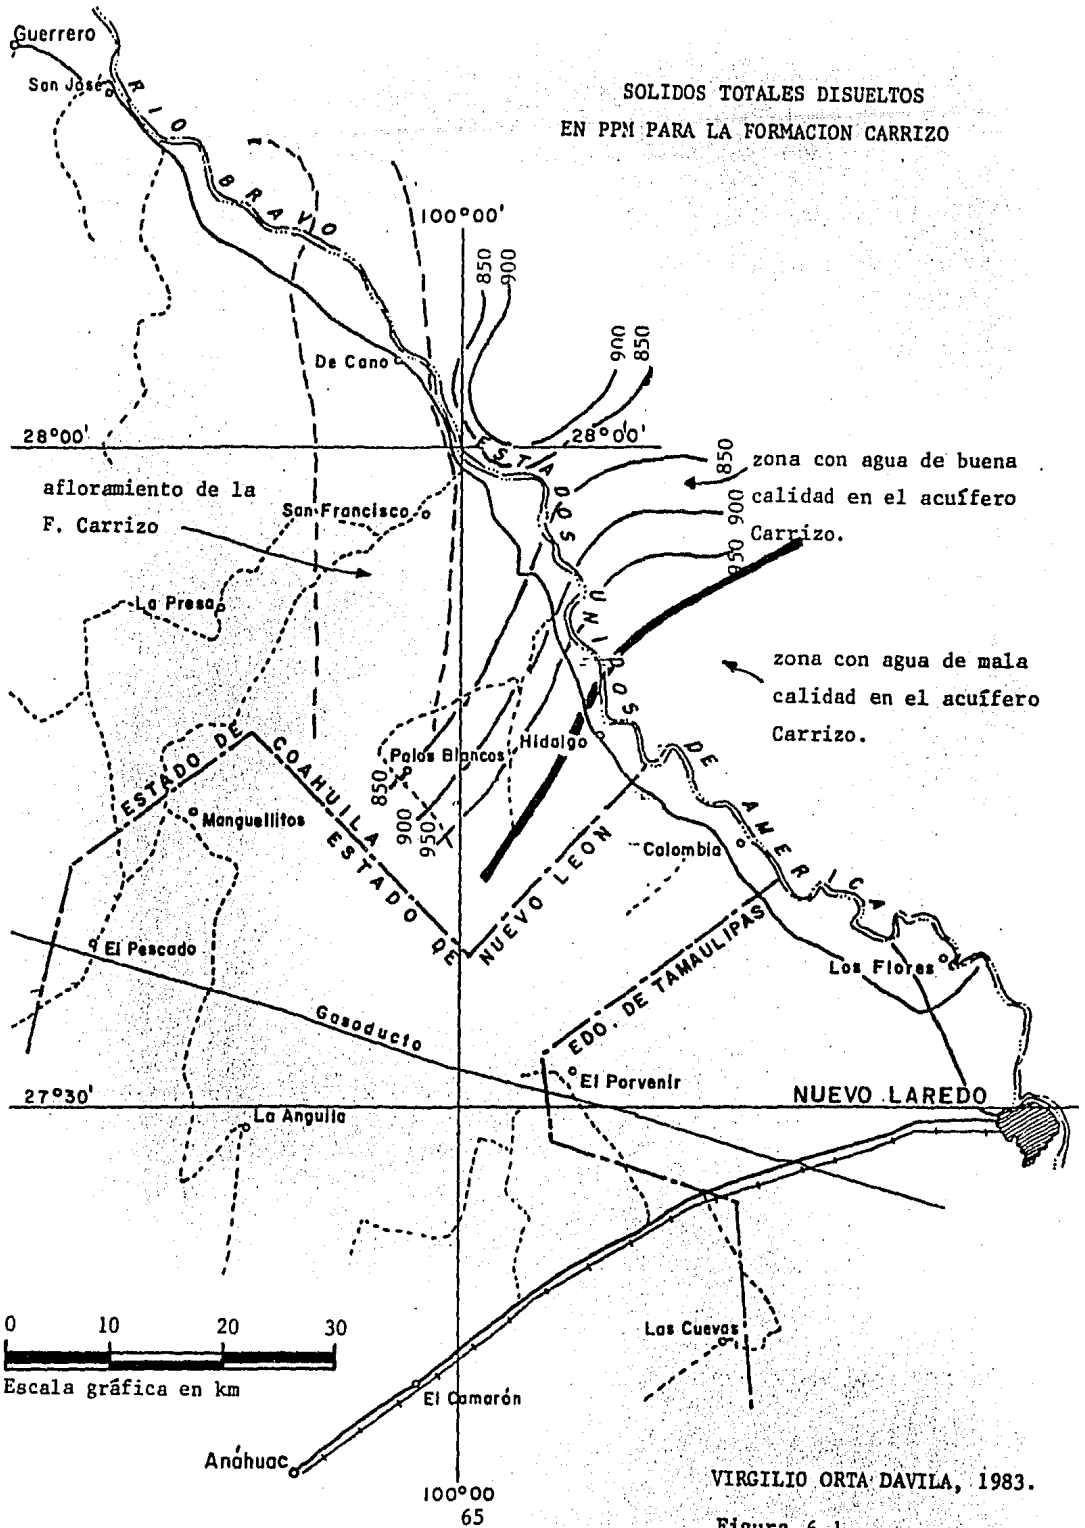 Guerrero
San José
RIO BRAVO
SOLIDOS TOTALES DISUELTOS
EN PPM PARA LA FORMACION CARRIZO
100°00'
850
900
900
850
De Cano
28°00'
28°00'
ESTADOS UNIDOS DE AMERICA
850
zona con agua de buena
calidad en el acuífero
Carrizo.
900
950
afloramiento de la
F. Carrizo
San Francisco
La Presa
zona con agua de mala
calidad en el acuífero
Carrizo.
Palos Blancos
Hidalgo
850
900
950
ESTADO DE COAHUILA
ESTADO DE NUEVO LEON
Manguellitos
Colombia
El Pescado
EDO. DE TAMAULIPAS
Los Flores
Gasoducto
El Porvenir
27°30'
NUEVO LAREDO
La Anguila
0 10 20 30
Escala gráfica en km
Las Cuevas
El Camarón
Anáhuac
100°00
65
VIRGILIO ORTA DAVILA, 1983.
Figura 6.1